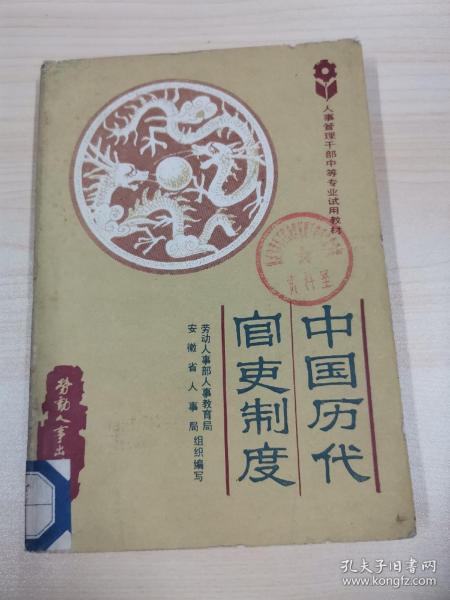 人事管理干部中等专业试用教材
中国历代
官吏制度
劳动人事部人事教育局
安徽省人事局组织编写
劳动人事出
资料室
孔夫子旧书网
www.kongfz.com